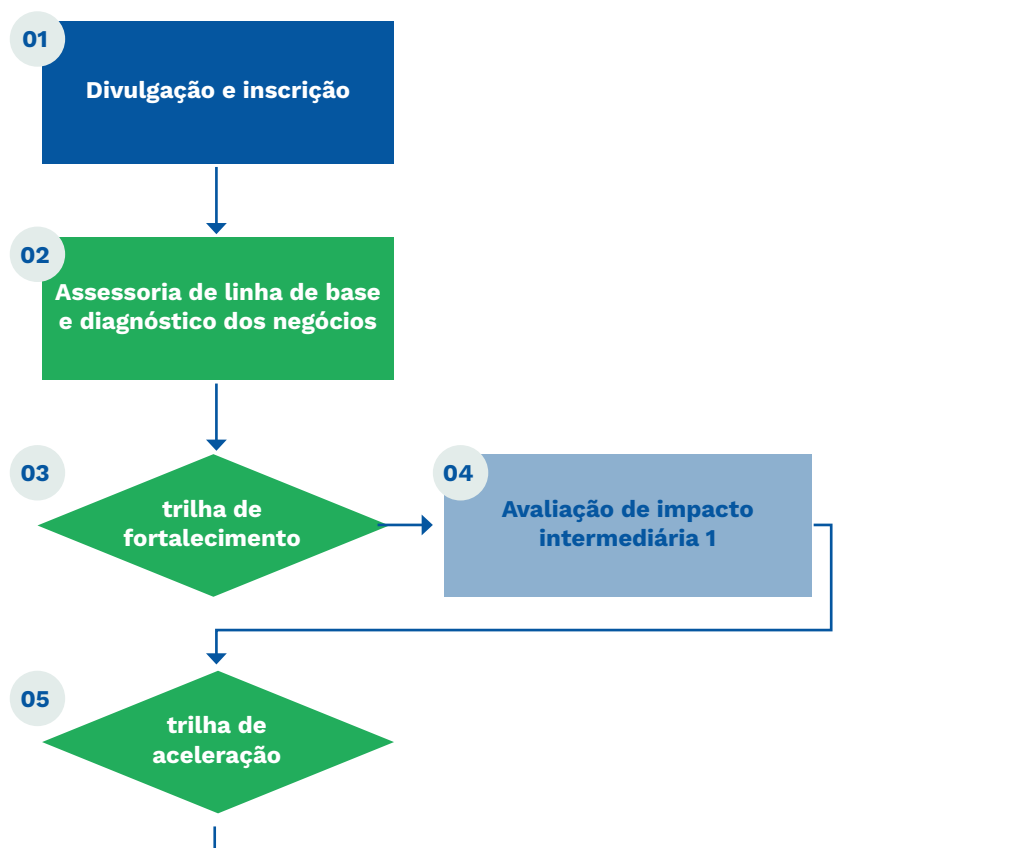 01
Divulgação e inscrição
02
Assessoria de linha de base
e diagnóstico dos negócios
03
trilha de
fortalecimento
04
Avaliação de impacto
intermediária 1
05
trilha de
aceleração